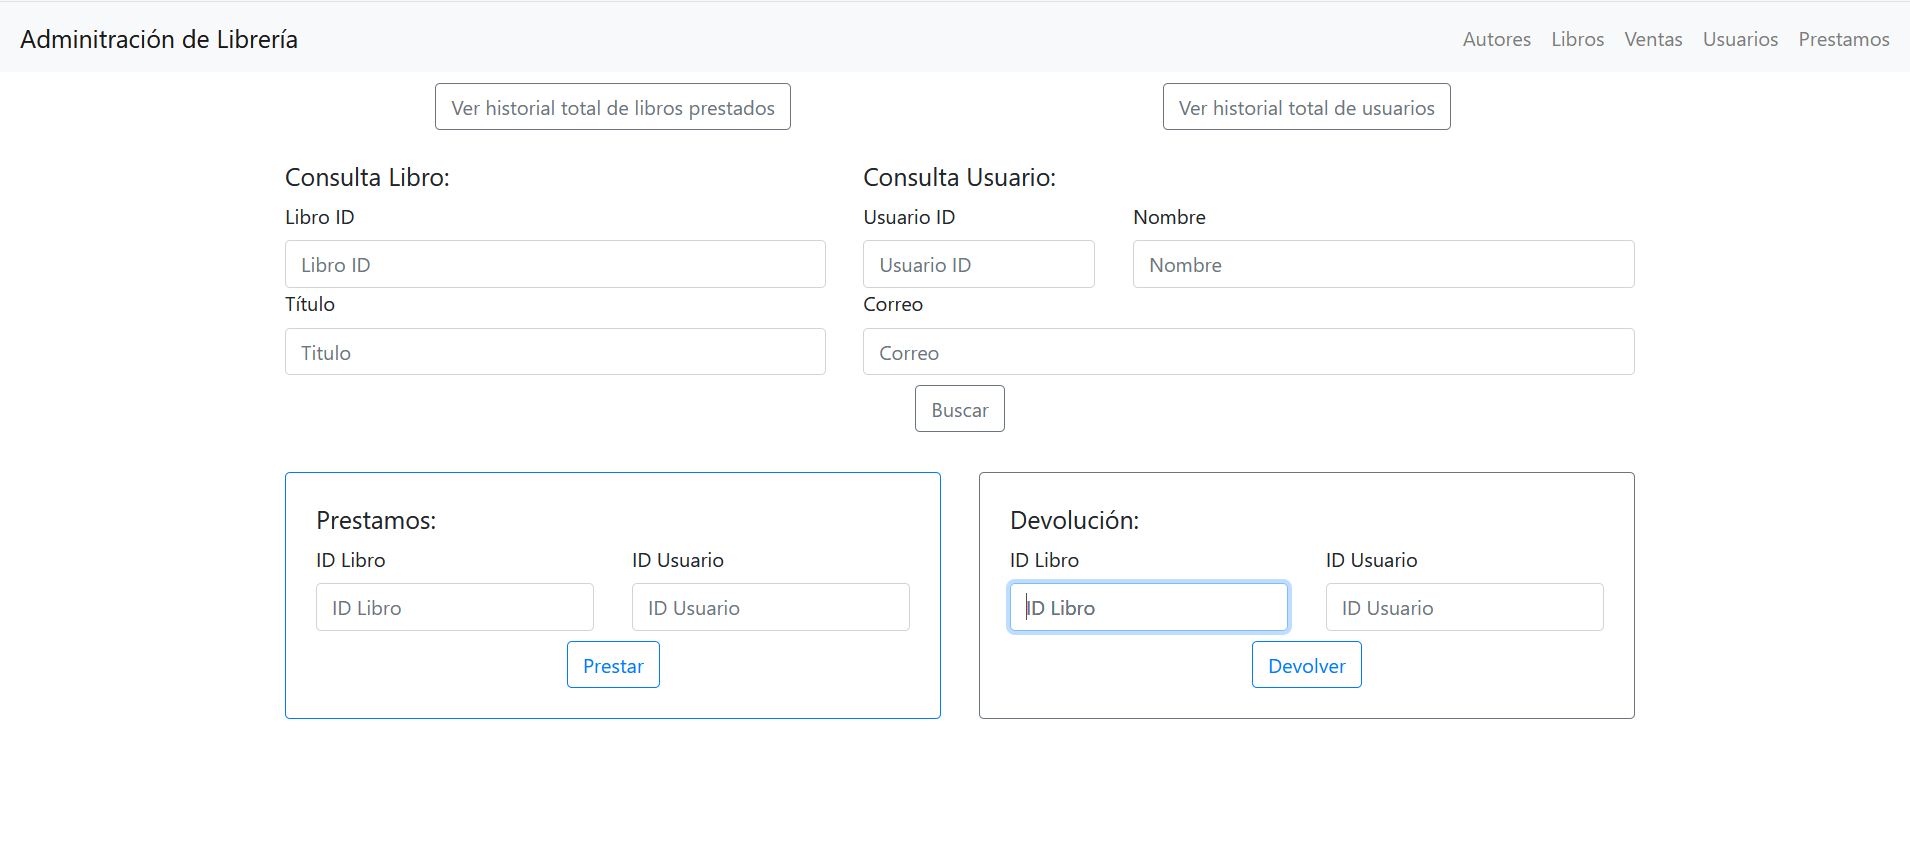 Adminitración de Librería
Autores Libros Ventas Usuarios Prestamos
Ver historial total de libros prestados
Ver historial total de usuarios
Consulta Libro:
Libro ID
Libro ID
Título
Titulo
Consulta Usuario:
Usuario ID
Nombre
Usuario ID
Nombre
Correo
Correo
Buscar
Prestamos:
ID Libro
ID Usuario
ID Libro
ID Usuario
Prestar
Devolución:
ID Libro
ID Usuario
ID Libro
ID Usuario
Devolver